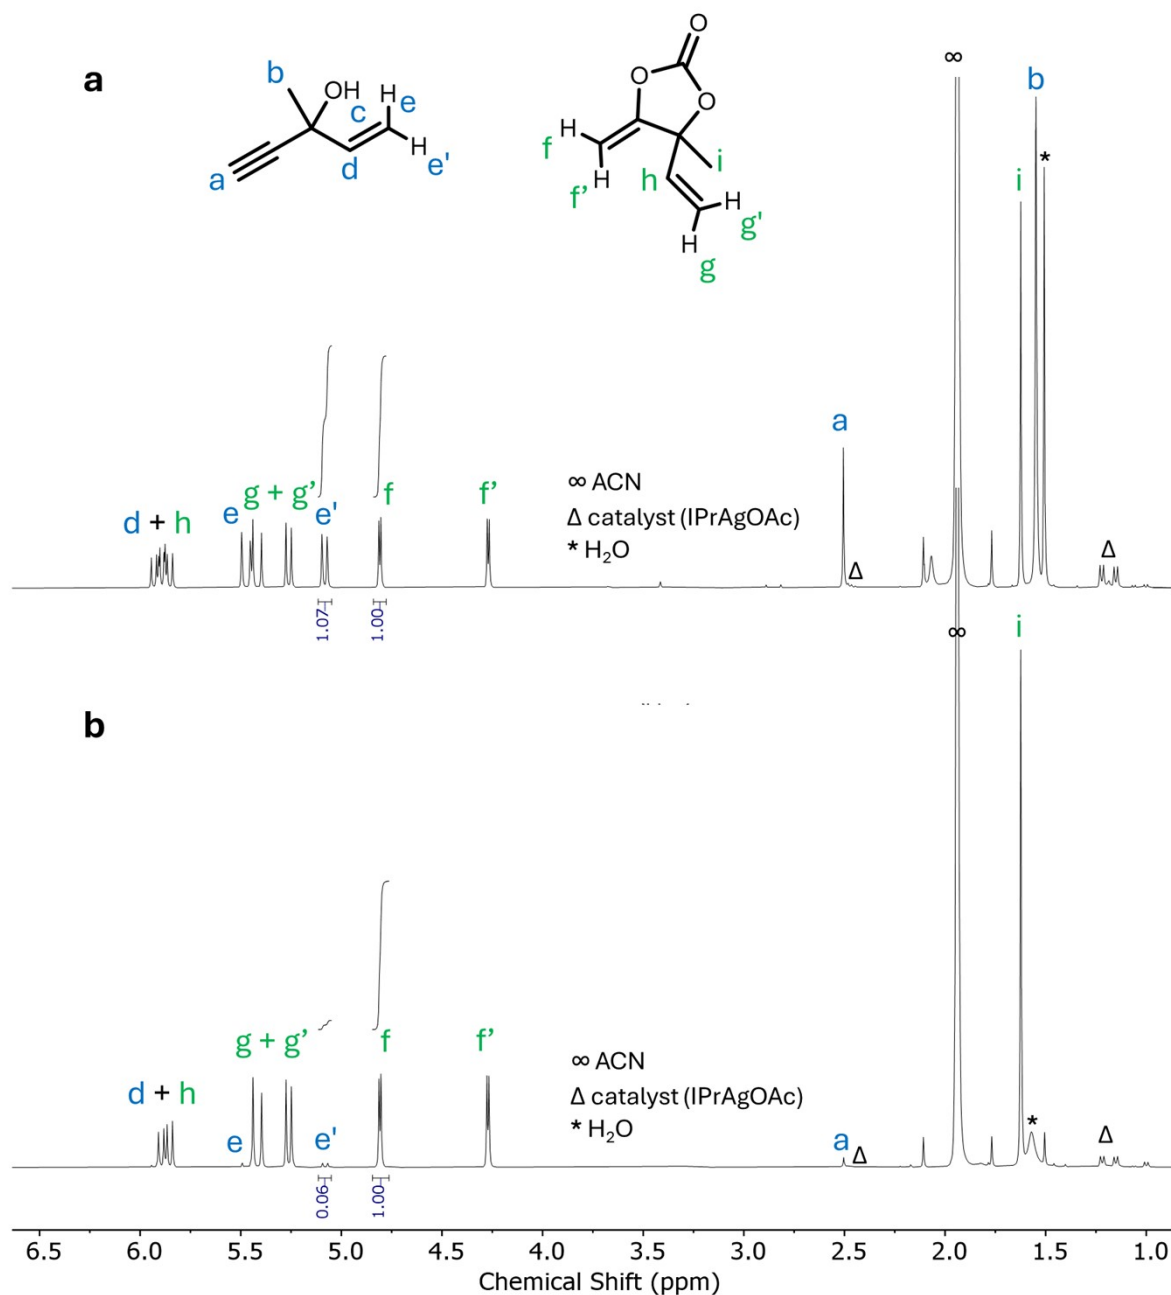 a
b
OH
c
H
e
H
e'
d
a
O
O
O
H
f
H
f'
h
i
H
g'
H
g
∞
b
*
i
a
∞ ACN
Δ catalyst (IPrAgOAc)
* H₂O
d + h
e
g + g'
e'
f
f'
Δ
Δ
1.07
1.00
b
∞
i
∞ ACN
Δ catalyst (IPrAgOAc)
* H₂O
d + h
e
g + g'
e'
f
f'
a
Δ
*
Δ
0.06
1.00
6.5 6.0 5.5 5.0 4.5 4.0 3.5 3.0 2.5 2.0 1.5 1.0
Chemical Shift (ppm)